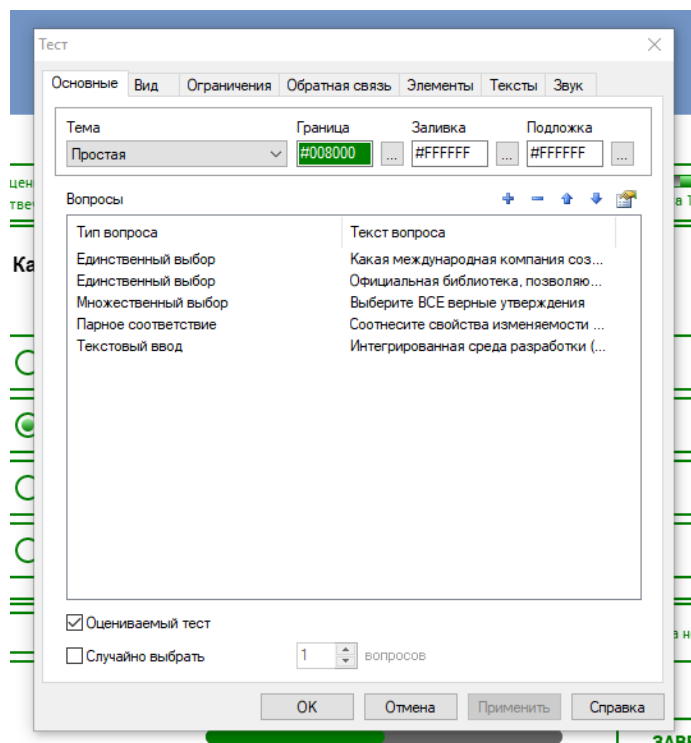 Тест
Основные Вид Ограничения Обратная связь Элементы Тексты Звук
Тема Граница Заливка Подложка
Простая #008000 ... #FFFFFF ... #FFFFFF ...
Вопросы
Тип вопроса Текст вопроса
Единственный выбор Какая международная компания соз...
Единственный выбор Официальная библиотека, позволяю...
Множественный выбор Выберите ВСЕ верные утверждения
Парное соответствие Соотнесите свойства изменяемости ...
Текстовый ввод Интегрированная среда разработки (...
Оцениваемый тест
Случайно выбрать 1 вопросов
ОК Отмена Применить Справка